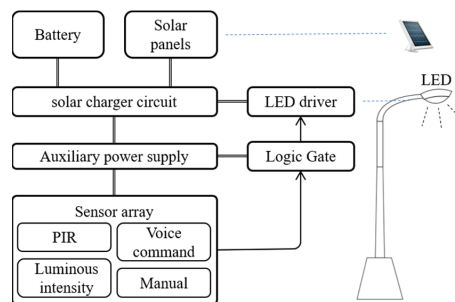 Battery
Solar
panels
LED
solar charger circuit
LED driver
Auxiliary power supply
Logic Gate
Sensor array
PIR
Voice
command
Luminous
intensity
Manual